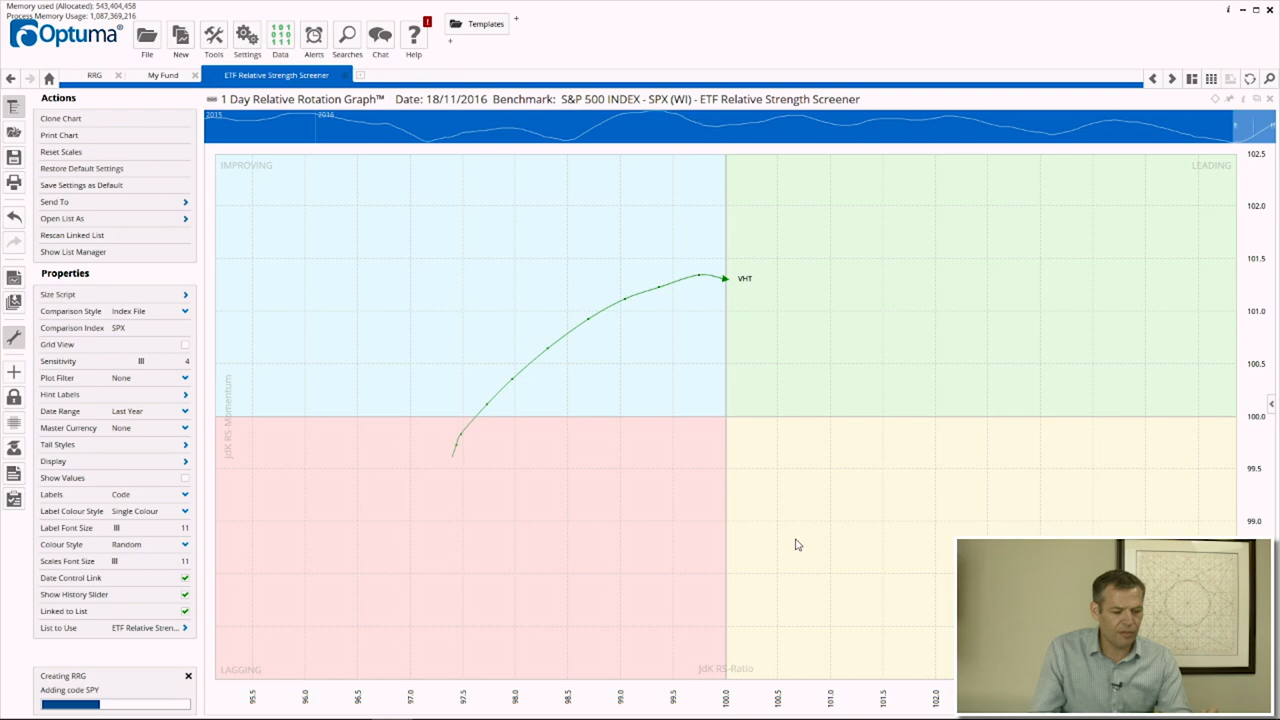 Memory used (Allocated): 543,404,458
Process Memory Usage: 1,087,369,216
Optuma®
File New Tools Settings Data Alerts Searches Chat Help
101
010
111
!
Templates
RRG My Fund ETF Relative Strength Screener
Actions
Clone Chart
Print Chart
Reset Scales
Restore Default Settings
Save Settings as Default
Send To
Open List As
Rescan Linked List
Show List Manager
Properties
Size Script
Comparison Style Index File
Comparison Index SPX
Grid View
Sensitivity 4
Plot Filter None
Hint Labels
Date Range Last Year
Master Currency None
Tail Styles
Display
Show Values
Labels Code
Label Colour Style Single Colour
Label Font Size 11
Colour Style Random
Scales Font Size 11
Date Control Link
Show History Slider
Linked to List
List to Use ETF Relative Stren...
Creating RRG
Adding code SPY
1 Day Relative Rotation Graph™ Date: 18/11/2016 Benchmark: S&P 500 INDEX - SPX (WI) - ETF Relative Strength Screener
2015 2016
IMPROVING LEADING
VHT
JdK RS-Momentum
LAGGING JdK RS-Ratio
102.5
102.0
101.5
101.0
100.5
100.0
99.5
99.0
95.5 96.0 96.5 97.0 97.5 98.0 98.5 99.0 99.5 100.0 100.5 101.0 101.5 102.0